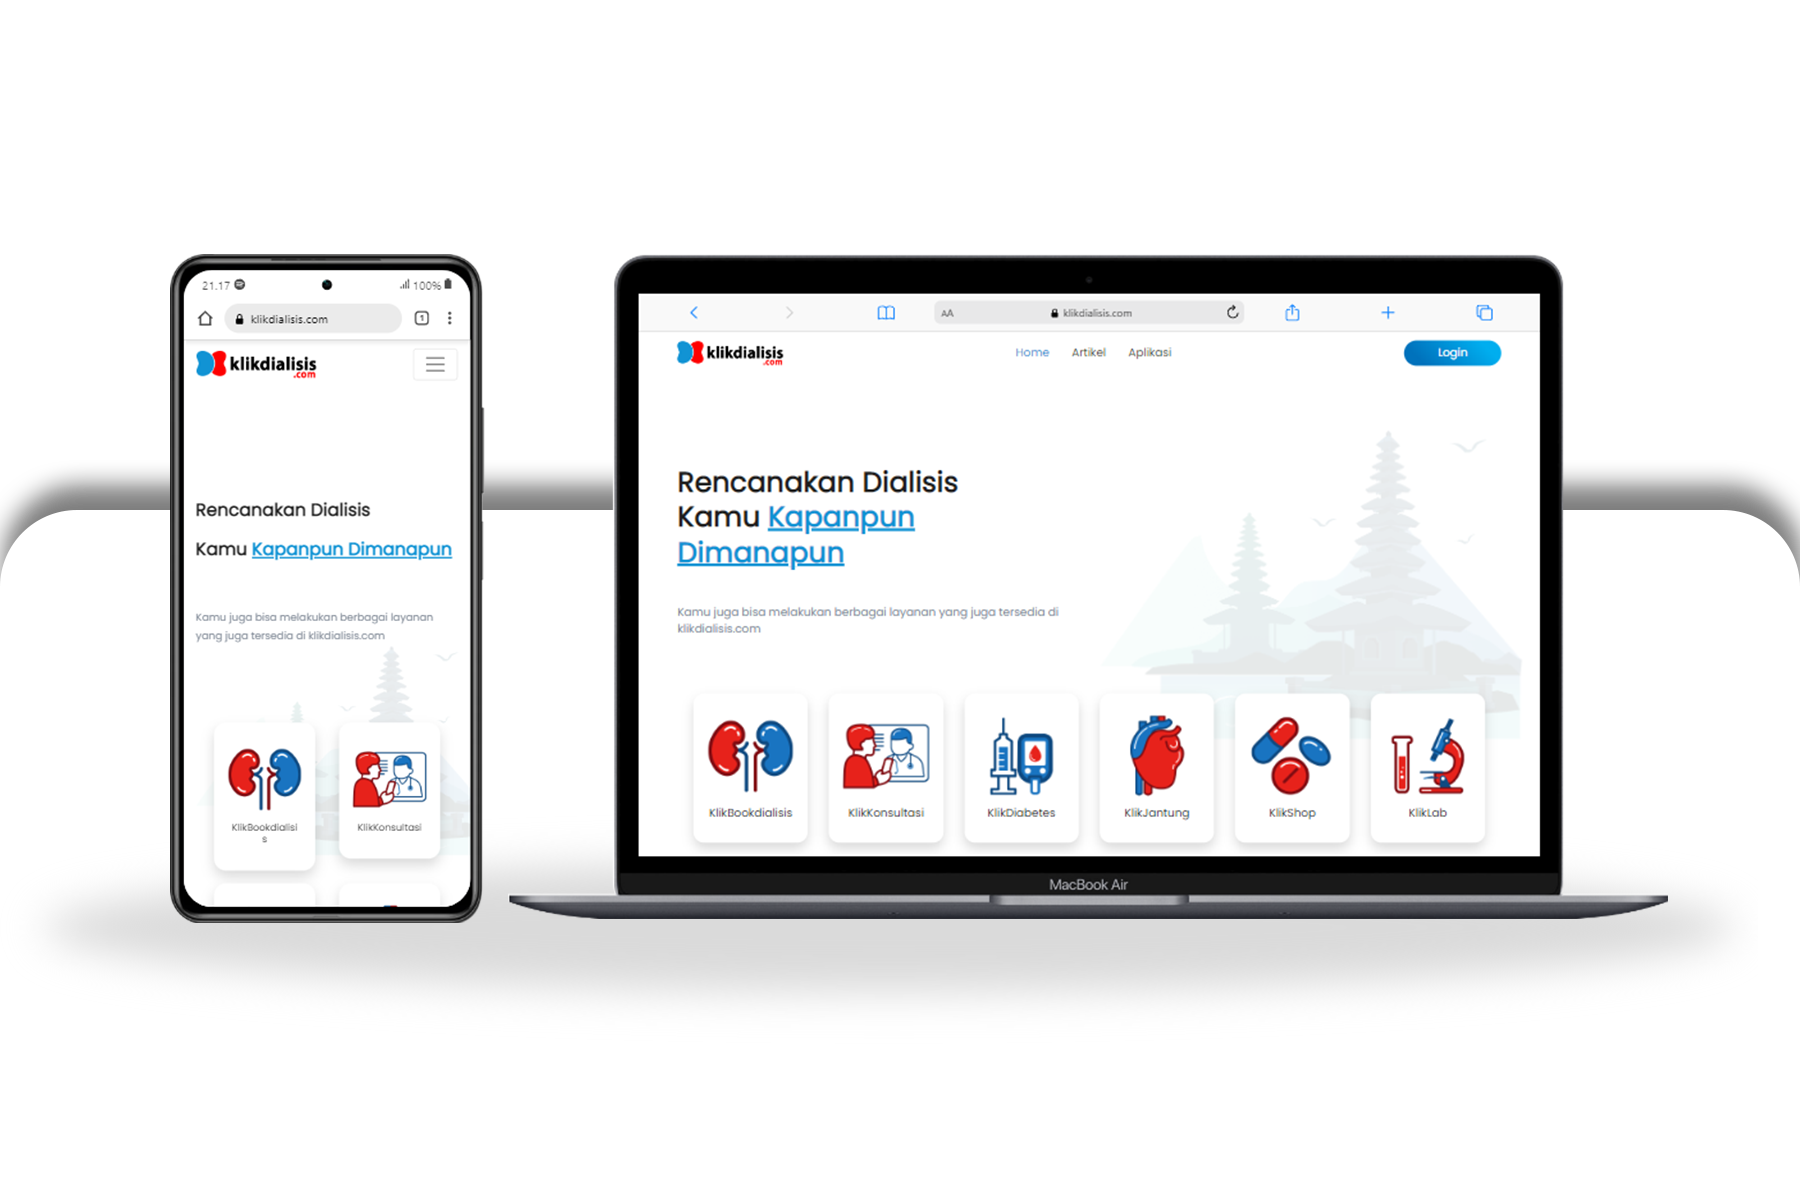 21.17
100%
klikdialisis.com
1
klikdialisis
.com
Rencanakan Dialisis
Kamu Kapanpun Dimanapun
Kamu juga bisa melakukan berbagai layanan
yang juga tersedia di klikdialisis.com
KlikBookdialisi
s
KlikKonsultasi
AA
klikdialisis.com
klikdialisis
.com
Home
Artikel
Aplikasi
Login
Rencanakan Dialisis
Kamu Kapanpun
Dimanapun
Kamu juga bisa melakukan berbagai layanan yang juga tersedia di
klikdialisis.com
KlikBookdialisis
KlikKonsultasi
KlikDiabetes
KlikJantung
KlikShop
KlikLab
MacBook Air